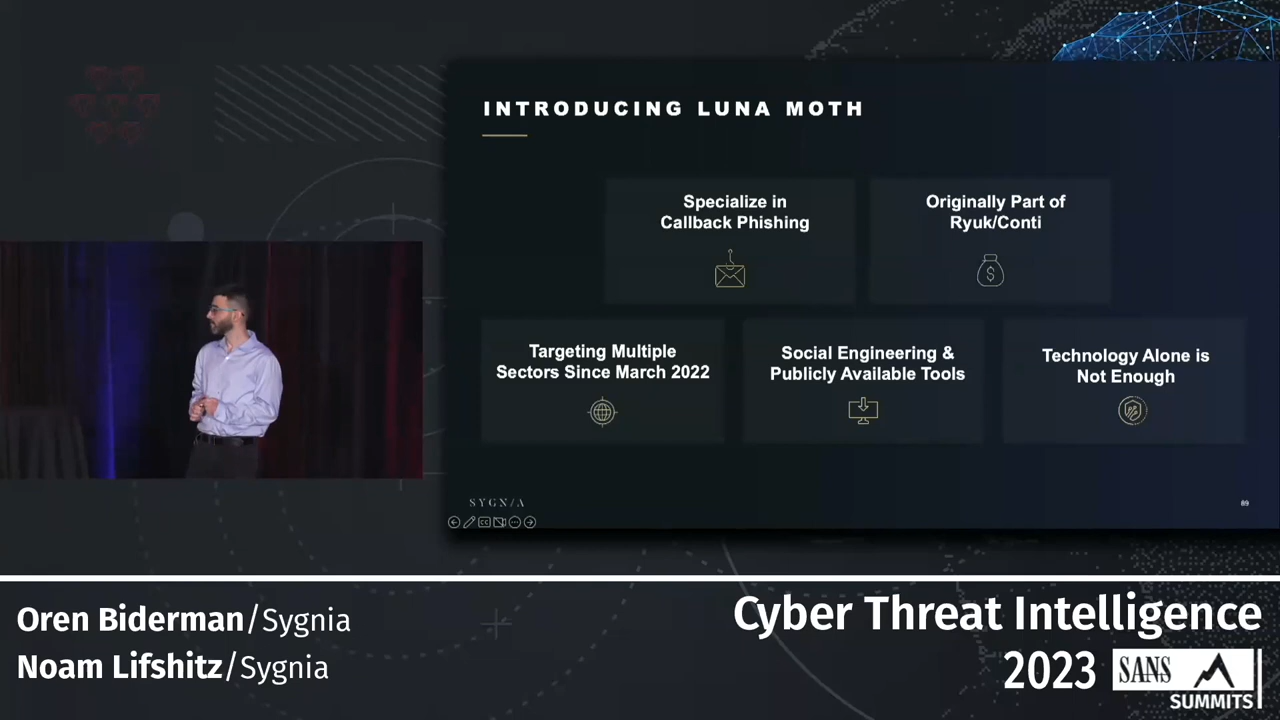 INTRODUCING LUNA MOTH
Specialize in
Callback Phishing
Originally Part of
Ryuk/Conti
Targeting Multiple
Sectors Since March 2022
Social Engineering &
Publicly Available Tools
Technology Alone is
Not Enough
SYGNIA
89
Oren Biderman/Sygnia
Noam Lifshitz/Sygnia
Cyber Threat Intelligence
2023
SANS
SUMMITS